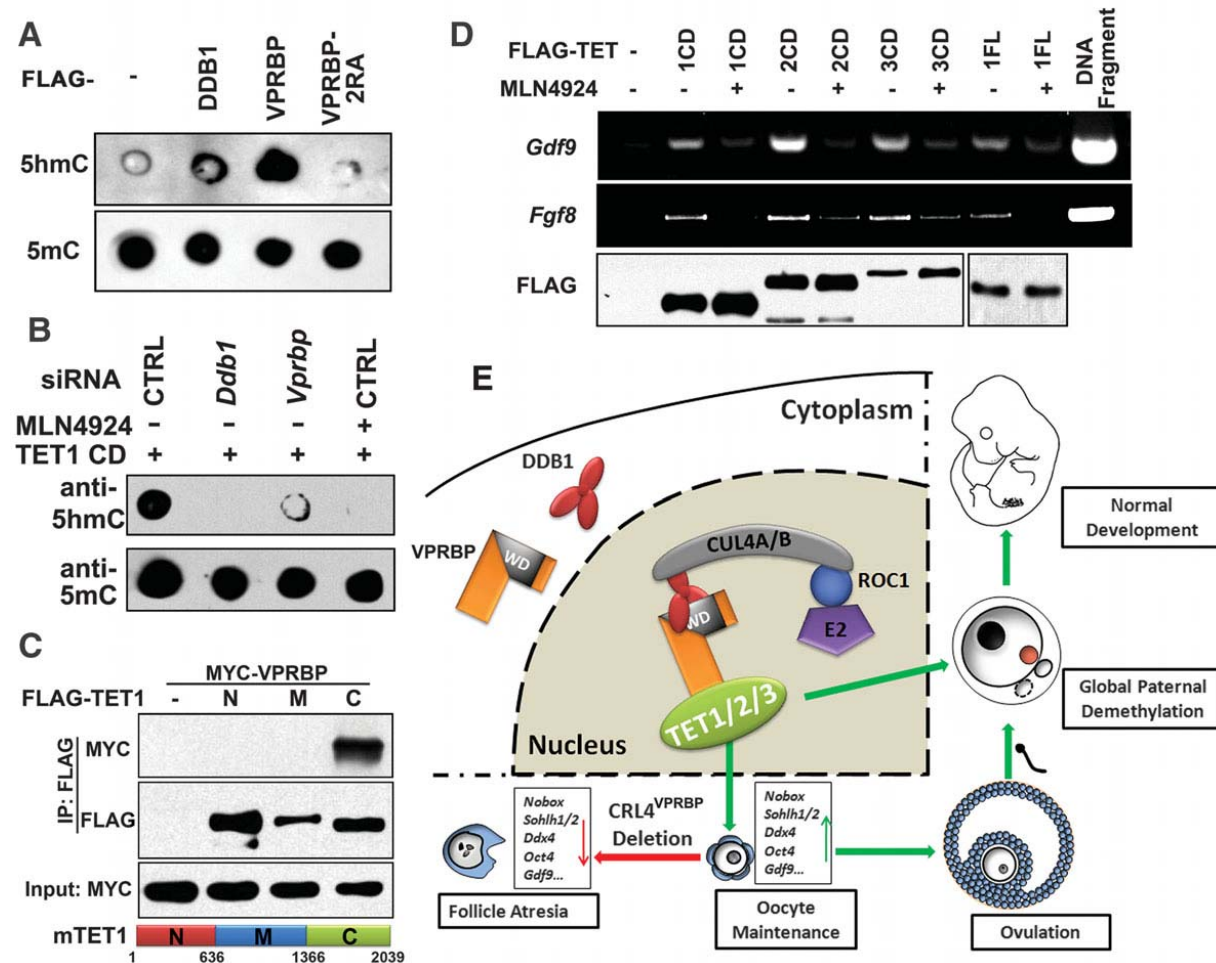 A
FLAG- - DDB1 VPRBP VPRBP-2RA
5hmC
5mC
B
siRNA CTRL Ddb1 Vprbp CTRL
MLN4924 - - - +
TET1 CD + + + +
anti-
5hmC
anti-
5mC
C
MYC-VPRBP
FLAG-TET1 - N M C
IP: FLAG
MYC
FLAG
Input: MYC
mTET1 N M C
1 636 1366 2039
D
FLAG-TET - 1CD 1CD 2CD 2CD 3CD 3CD 1FL 1FL DNA Fragment
MLN4924 - - + - + - + - +
Gdf9
Fgf8
FLAG
E
Cytoplasm
DDB1
VPRBP
WD
CUL4A/B
ROC1
E2
WD
TET1/2/3
Nucleus
Normal
Development
Global Paternal
Demethylation
Nobox
Sohlh1/2
Ddx4
Oct4
Gdf9...
CRL4VPRBP
Deletion
Nobox
Sohlh1/2
Ddx4
Oct4
Gdf9...
Follicle Atresia
Oocyte
Maintenance
Ovulation